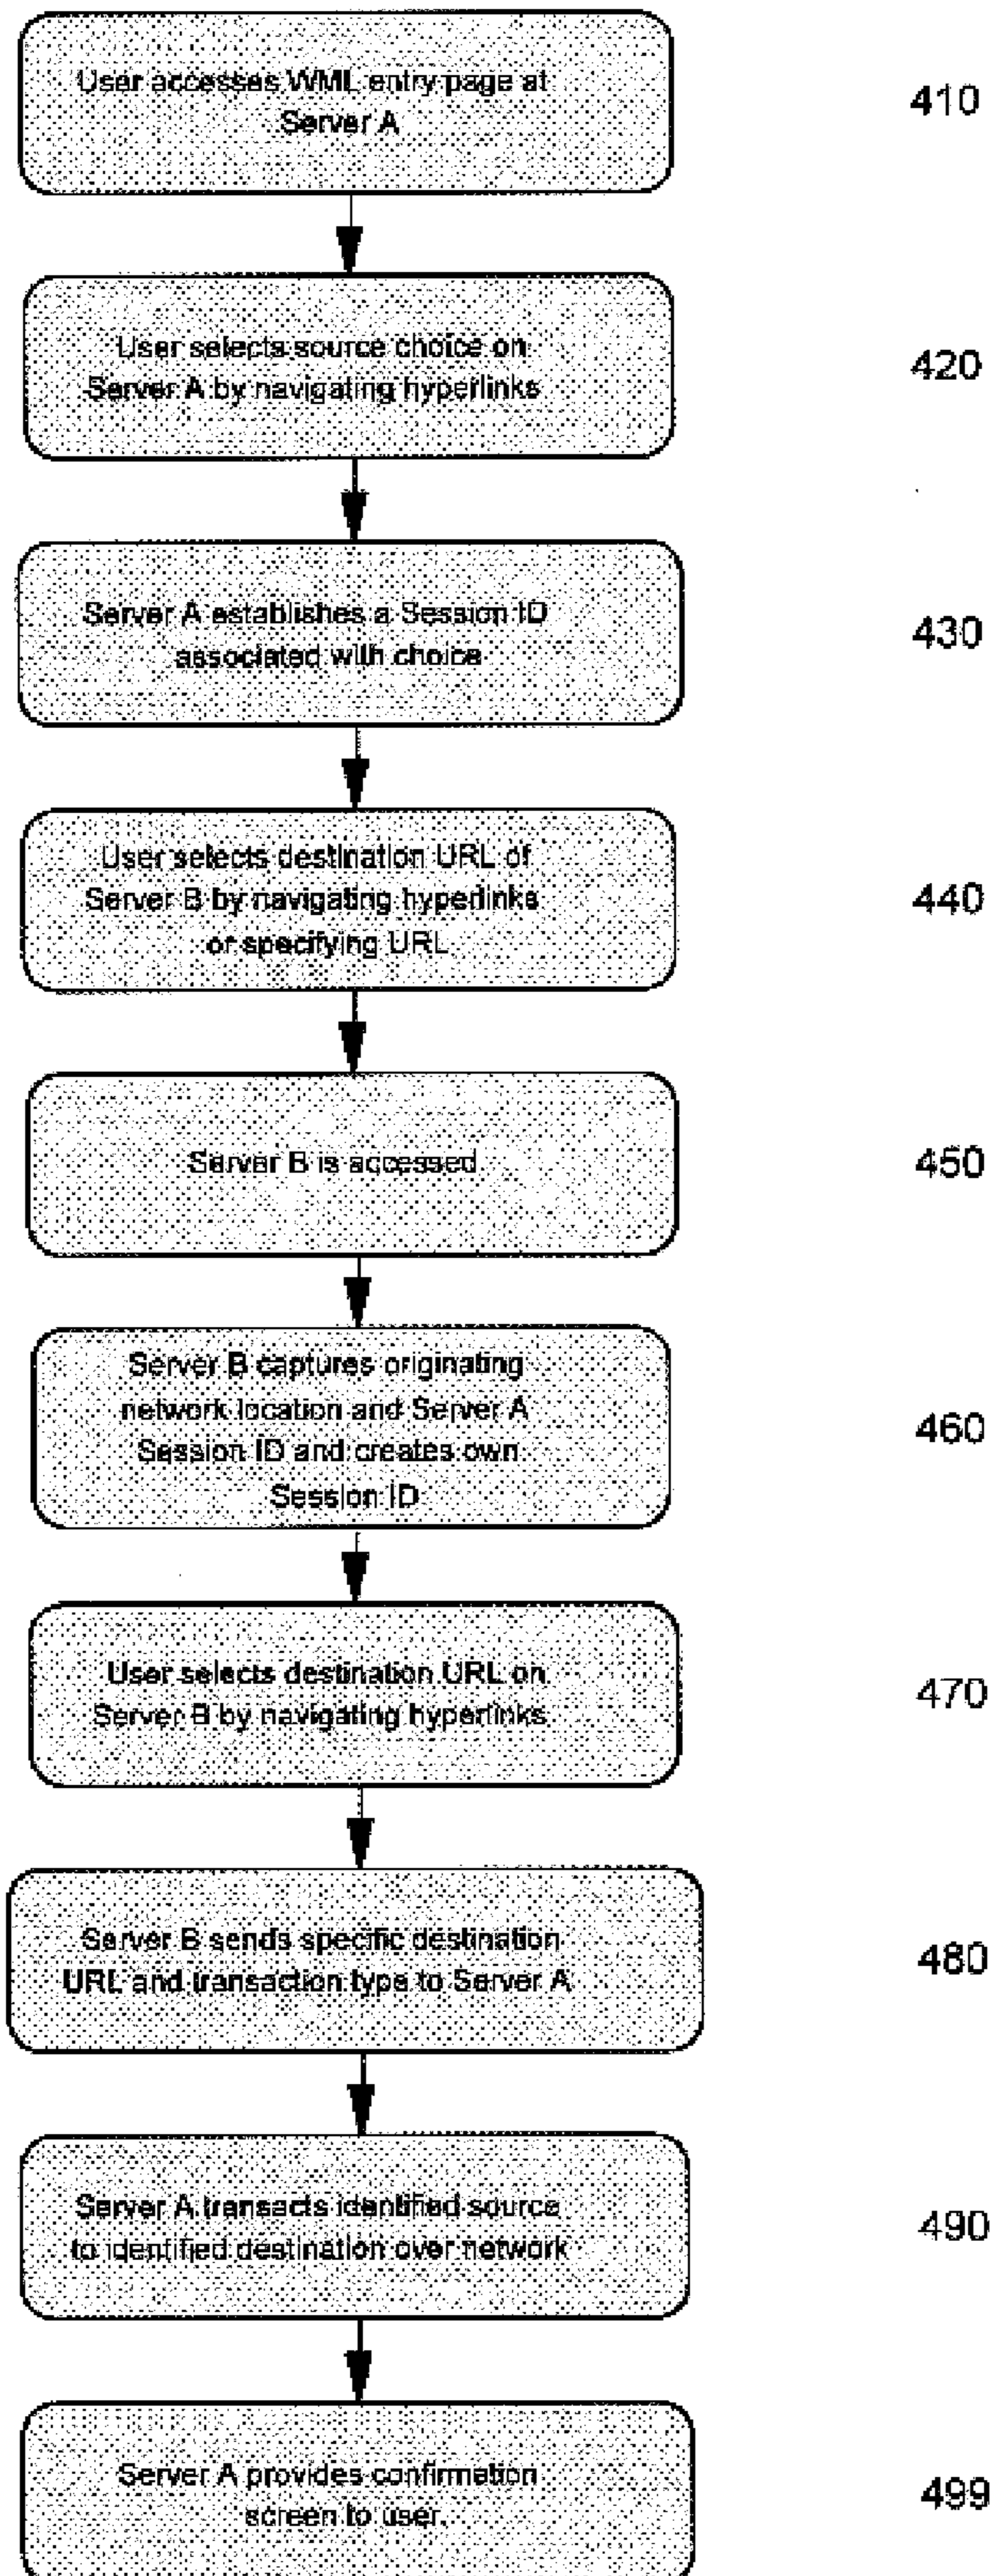 User accesses WML entry page at
Server A
410
User selects source choice on
Server A by navigating hyperlinks
420
Server A establishes a Session ID
associated with choice
430
User selects destination URL of
Server B by navigating hyperlinks
or specifying URL
440
Server B is accessed
450
Server B captures originating
network location and Server A
Session ID and creates own
Session ID
460
User selects destination URL on
Server B by navigating hyperlinks
470
Server B sends specific destination
URL and transaction type to Server A
480
Server A transacts identified source
to identified destination over network
490
Server A provides confirmation
screen to user.
499